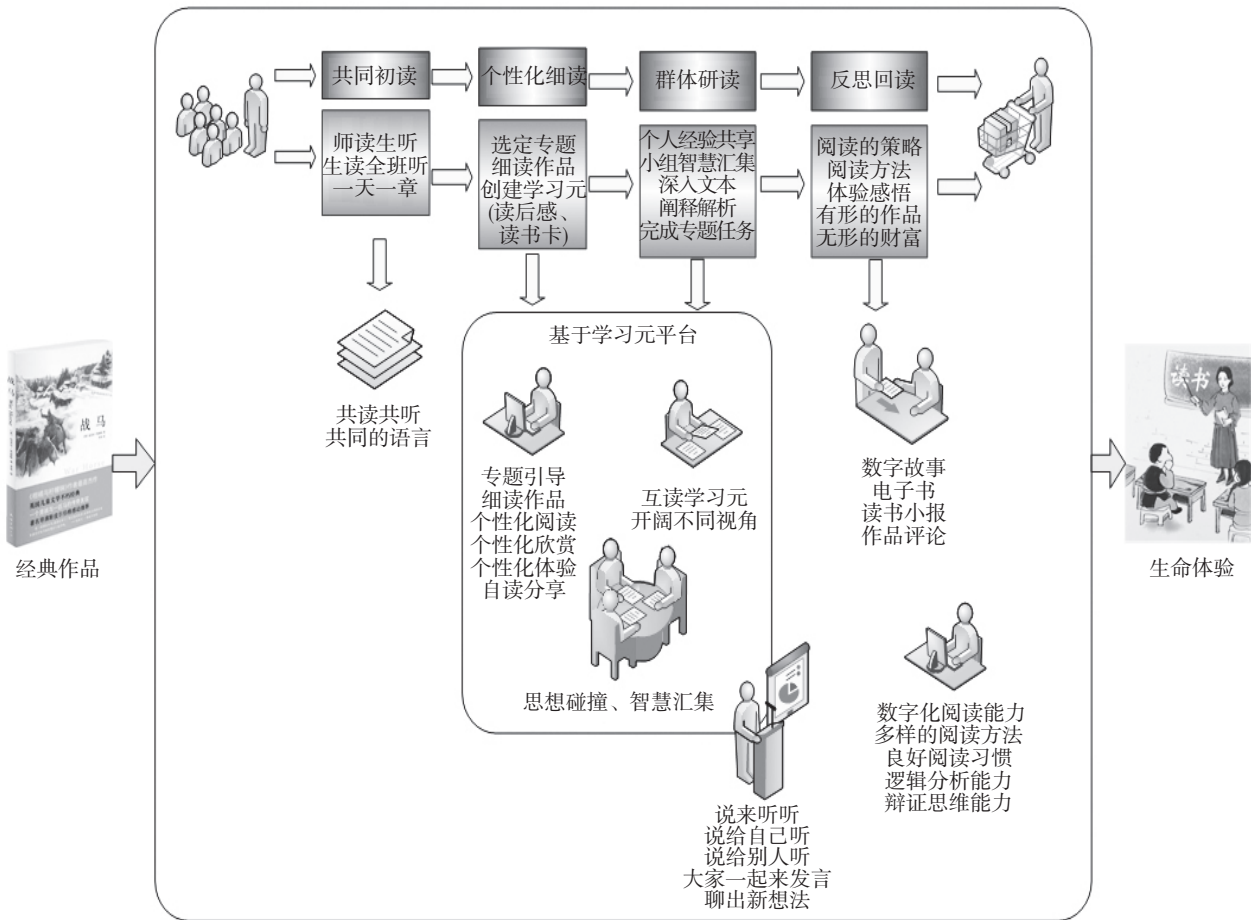 共同初读
个性化细读
群体研读
反思回读
师读生听
生读全班听
一天一章
选定专题
细读作品
创建学习元
(读后感、
读书卡)
个人经验共享
小组智慧汇集
深入文本
阐释解析
完成专题任务
阅读的策略
阅读方法
体验感悟
有形的作品
无形的财富
基于学习元平台
共读共听
共同的语言
专题引导
细读作品
个性化阅读
个性化欣赏
个性化体验
自读分享
互读学习元
开阔不同视角
思想碰撞、智慧汇集
数字故事
电子书
读书小报
作品评论
说来听听
说给自己听
说给别人听
大家一起来发言
聊出新想法
数字化阅读能力
多样的阅读方法
良好阅读习惯
逻辑分析能力
辩证思维能力
战马
经典作品
读书
生命体验